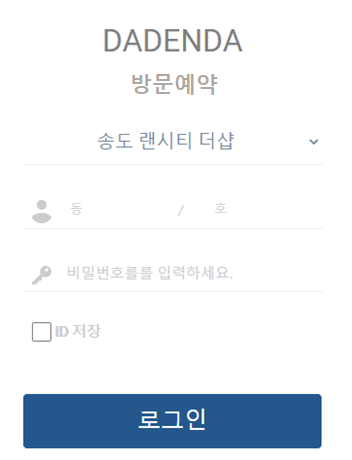 DADENDA
방문예약
송도 랜시티 더샵
동 / 호
비밀번호를를 입력하세요.
ID 저장
로그인